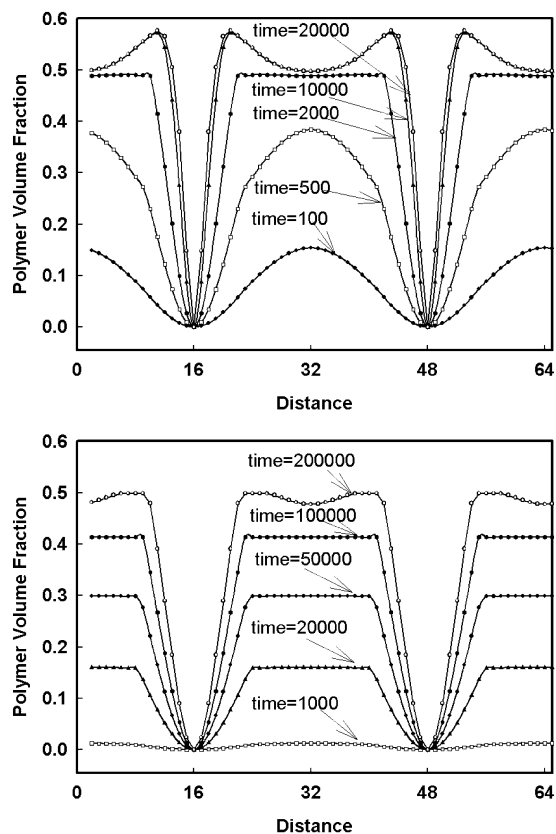 0.6
0.5
0.4
0.3
0.2
0.1
0.0
Polymer Volume Fraction
time=20000
time=10000
time=2000
time=500
time=100
0
16
32
48
64
Distance
0.6
0.5
0.4
0.3
0.2
0.1
0.0
Polymer Volume Fraction
time=200000
time=100000
time=50000
time=20000
time=1000
0
16
32
48
64
Distance